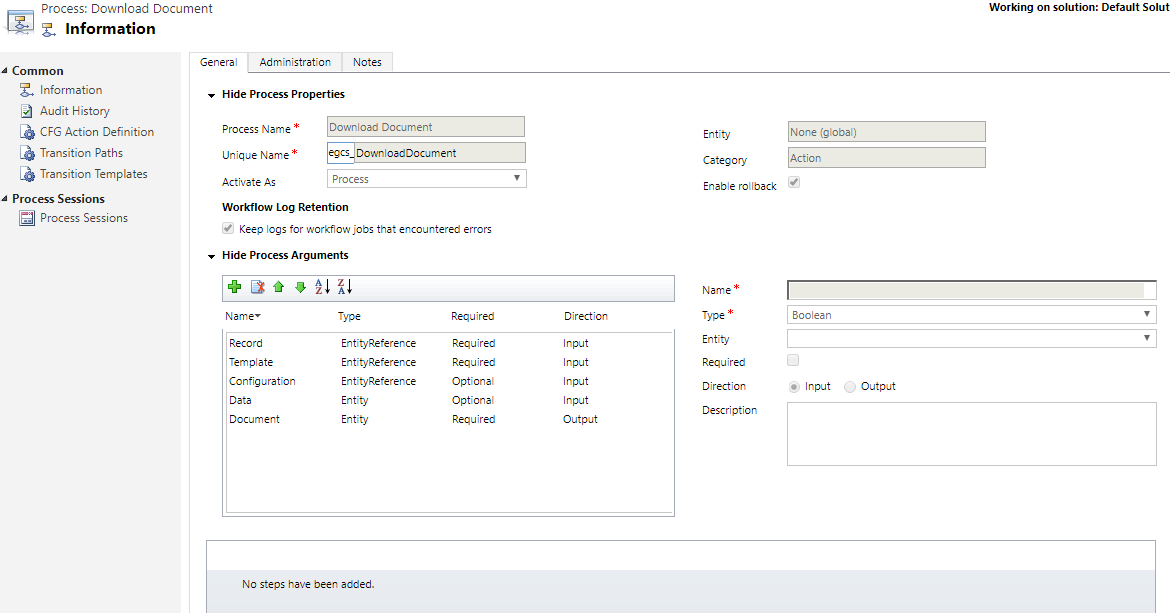 Process: Download Document
Working on solution: Default Solut
Information
Common
Information
Audit History
CFG Action Definition
Transition Paths
Transition Templates
Process Sessions
Process Sessions
General Administration Notes
Hide Process Properties
Process Name * Download Document
Unique Name * egcs_ DownloadDocument
Activate As Process
Entity None (global)
Category Action
Enable rollback
Workflow Log Retention
Keep logs for workflow jobs that encountered errors
Hide Process Arguments
Name Type Required Direction
Record EntityReference Required Input
Template EntityReference Required Input
Configuration EntityReference Optional Input
Data Entity Optional Input
Document Entity Required Output
Name *
Type * Boolean
Entity
Required
Direction Input Output
Description
No steps have been added.